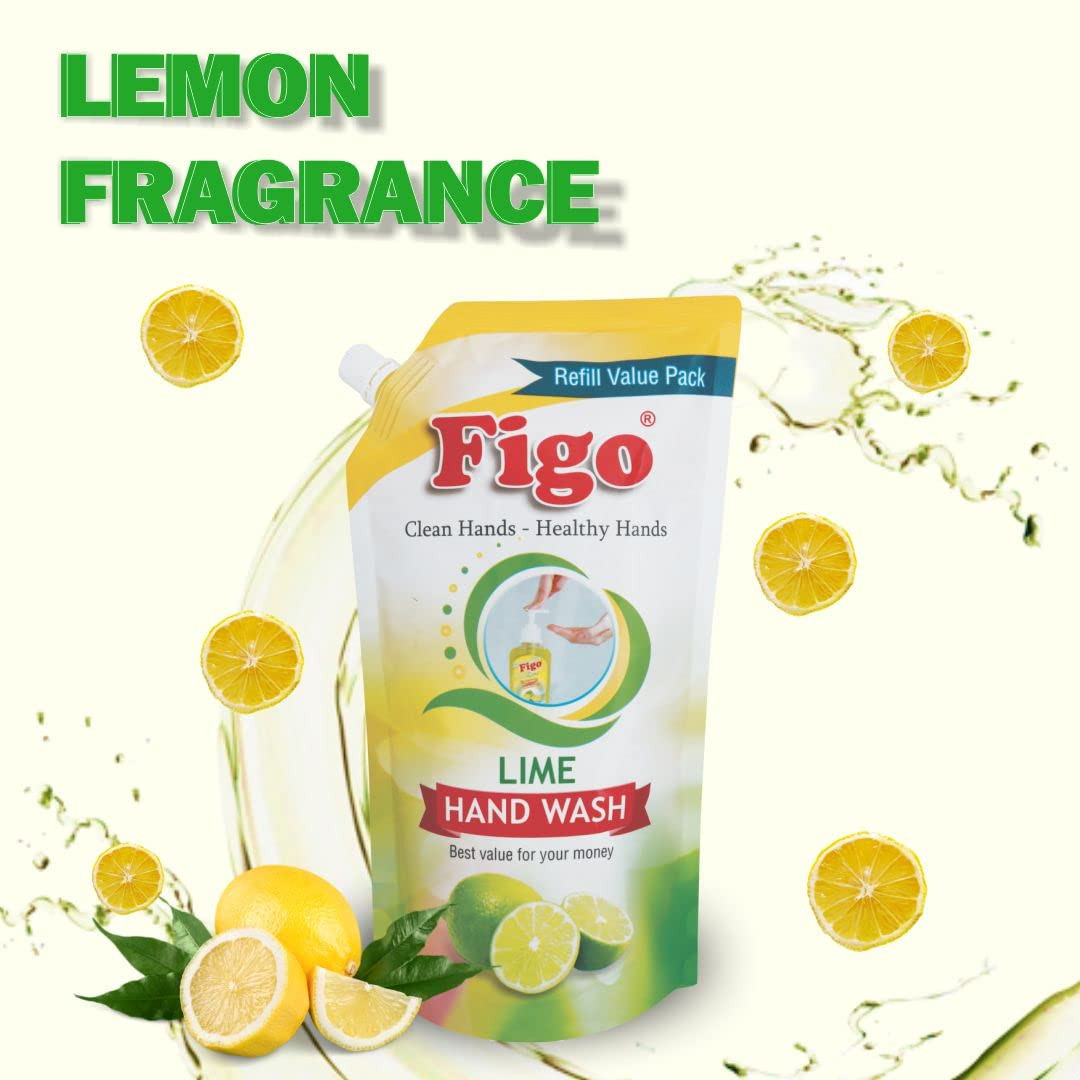 LEMON
FRAGRANCE
Refill Value Pack
Figo®
Clean Hands - Healthy Hands
Figo
LIME
HAND WASH
Best value for your money